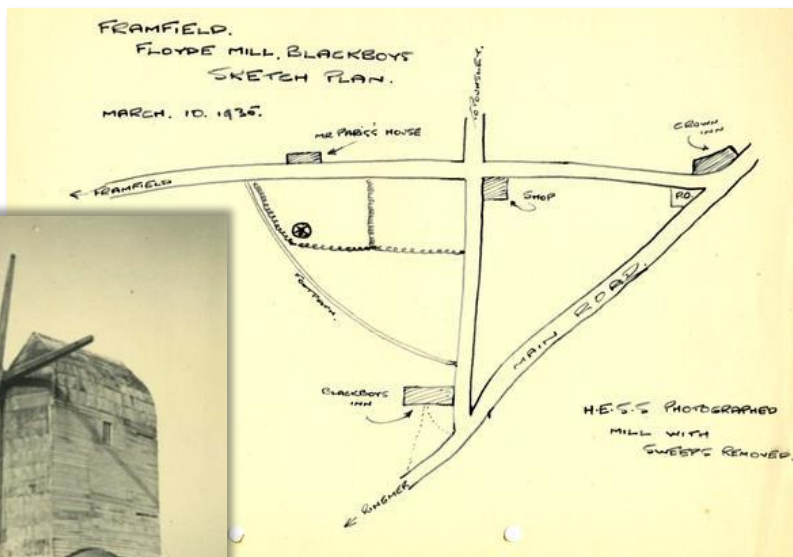 FRAMFIELD.
FLOYDE MILL, BLACKBOYS
SKETCH PLAN.
MARCH. 10. 1935.
TO POUNSLEY.
MR PARIS'S HOUSE
CROWN
INN
FRAMFIELD
SHOP
P.O.
FOOTPATH.
MAIN ROAD.
BLACKBOYS
INN
H.E.S.S PHOTOGRAPHED
MILL WITH
SWEEPS REMOVED.
RINGMER